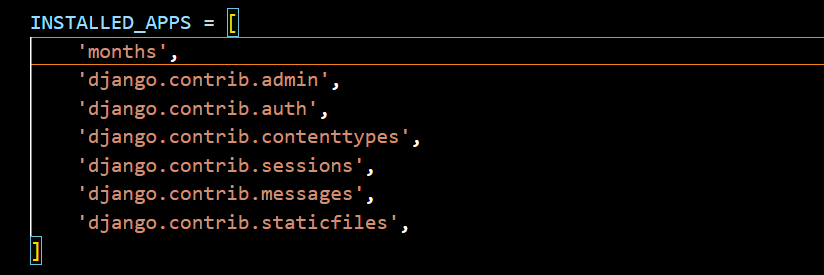 INSTALLED_APPS = [
    'months',
    'django.contrib.admin',
    'django.contrib.auth',
    'django.contrib.contenttypes',
    'django.contrib.sessions',
    'django.contrib.messages',
    'django.contrib.staticfiles',
]